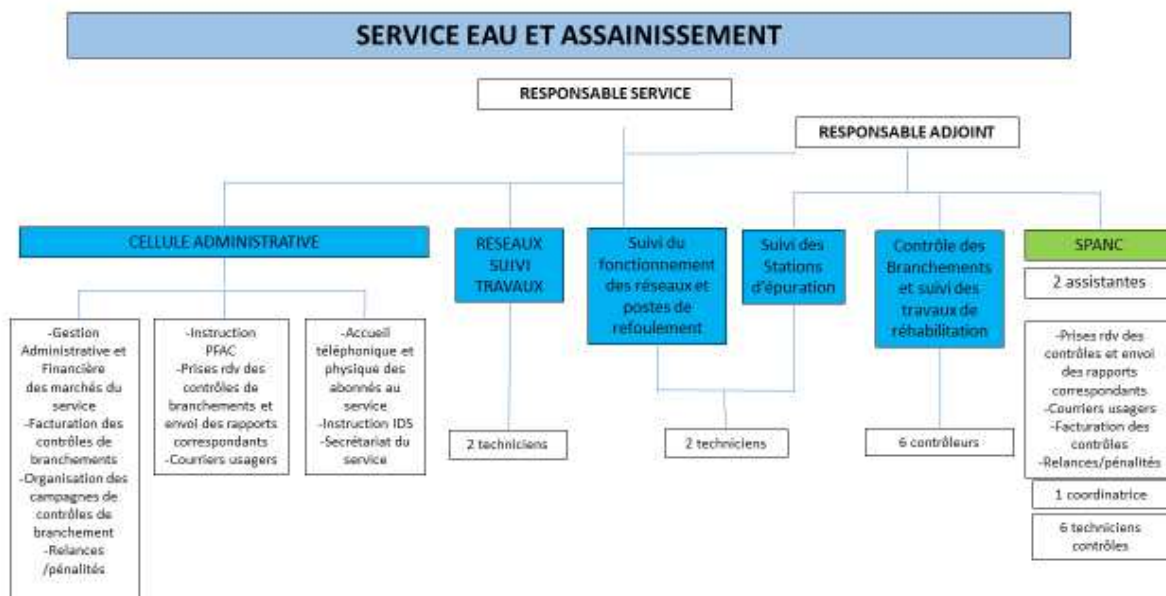 SERVICE EAU ET ASSAINISSEMENT
RESPONSABLE SERVICE
RESPONSABLE ADJOINT
CELLULE ADMINISTRATIVE
-Gestion
Administrative et
Financière
des marchés du
service
-Facturation des
contrôles de
branchements
-Organisation des
campagnes de
contrôles de
branchement
-Relances
/pénalités
-Instruction
PFAC
-Prises rdv des
contrôles de
branchements et
envoi des rapports
correspondants
-Courriers usagers
-Accueil
téléphonique et
physique des
abonnés au
service
-Instruction IDS
-Secrétariat du
service
RESEAUX
SUIVI
TRAVAUX
2 techniciens
Suivi du
fonctionnement
des réseaux et
postes de
refoulement
Suivi des
Stations
d'épuration
2 techniciens
Contrôle des
Branchements
et suivi des
travaux de
réhabilitation
6 contrôleurs
SPANC
2 assistantes
-Prises rdv des
contrôles et envoi
des rapports
correspondants
-Courriers usagers
-Facturation des
contrôles
-Relances/pénalités
1 coordinatrice
6 techniciens
contrôles